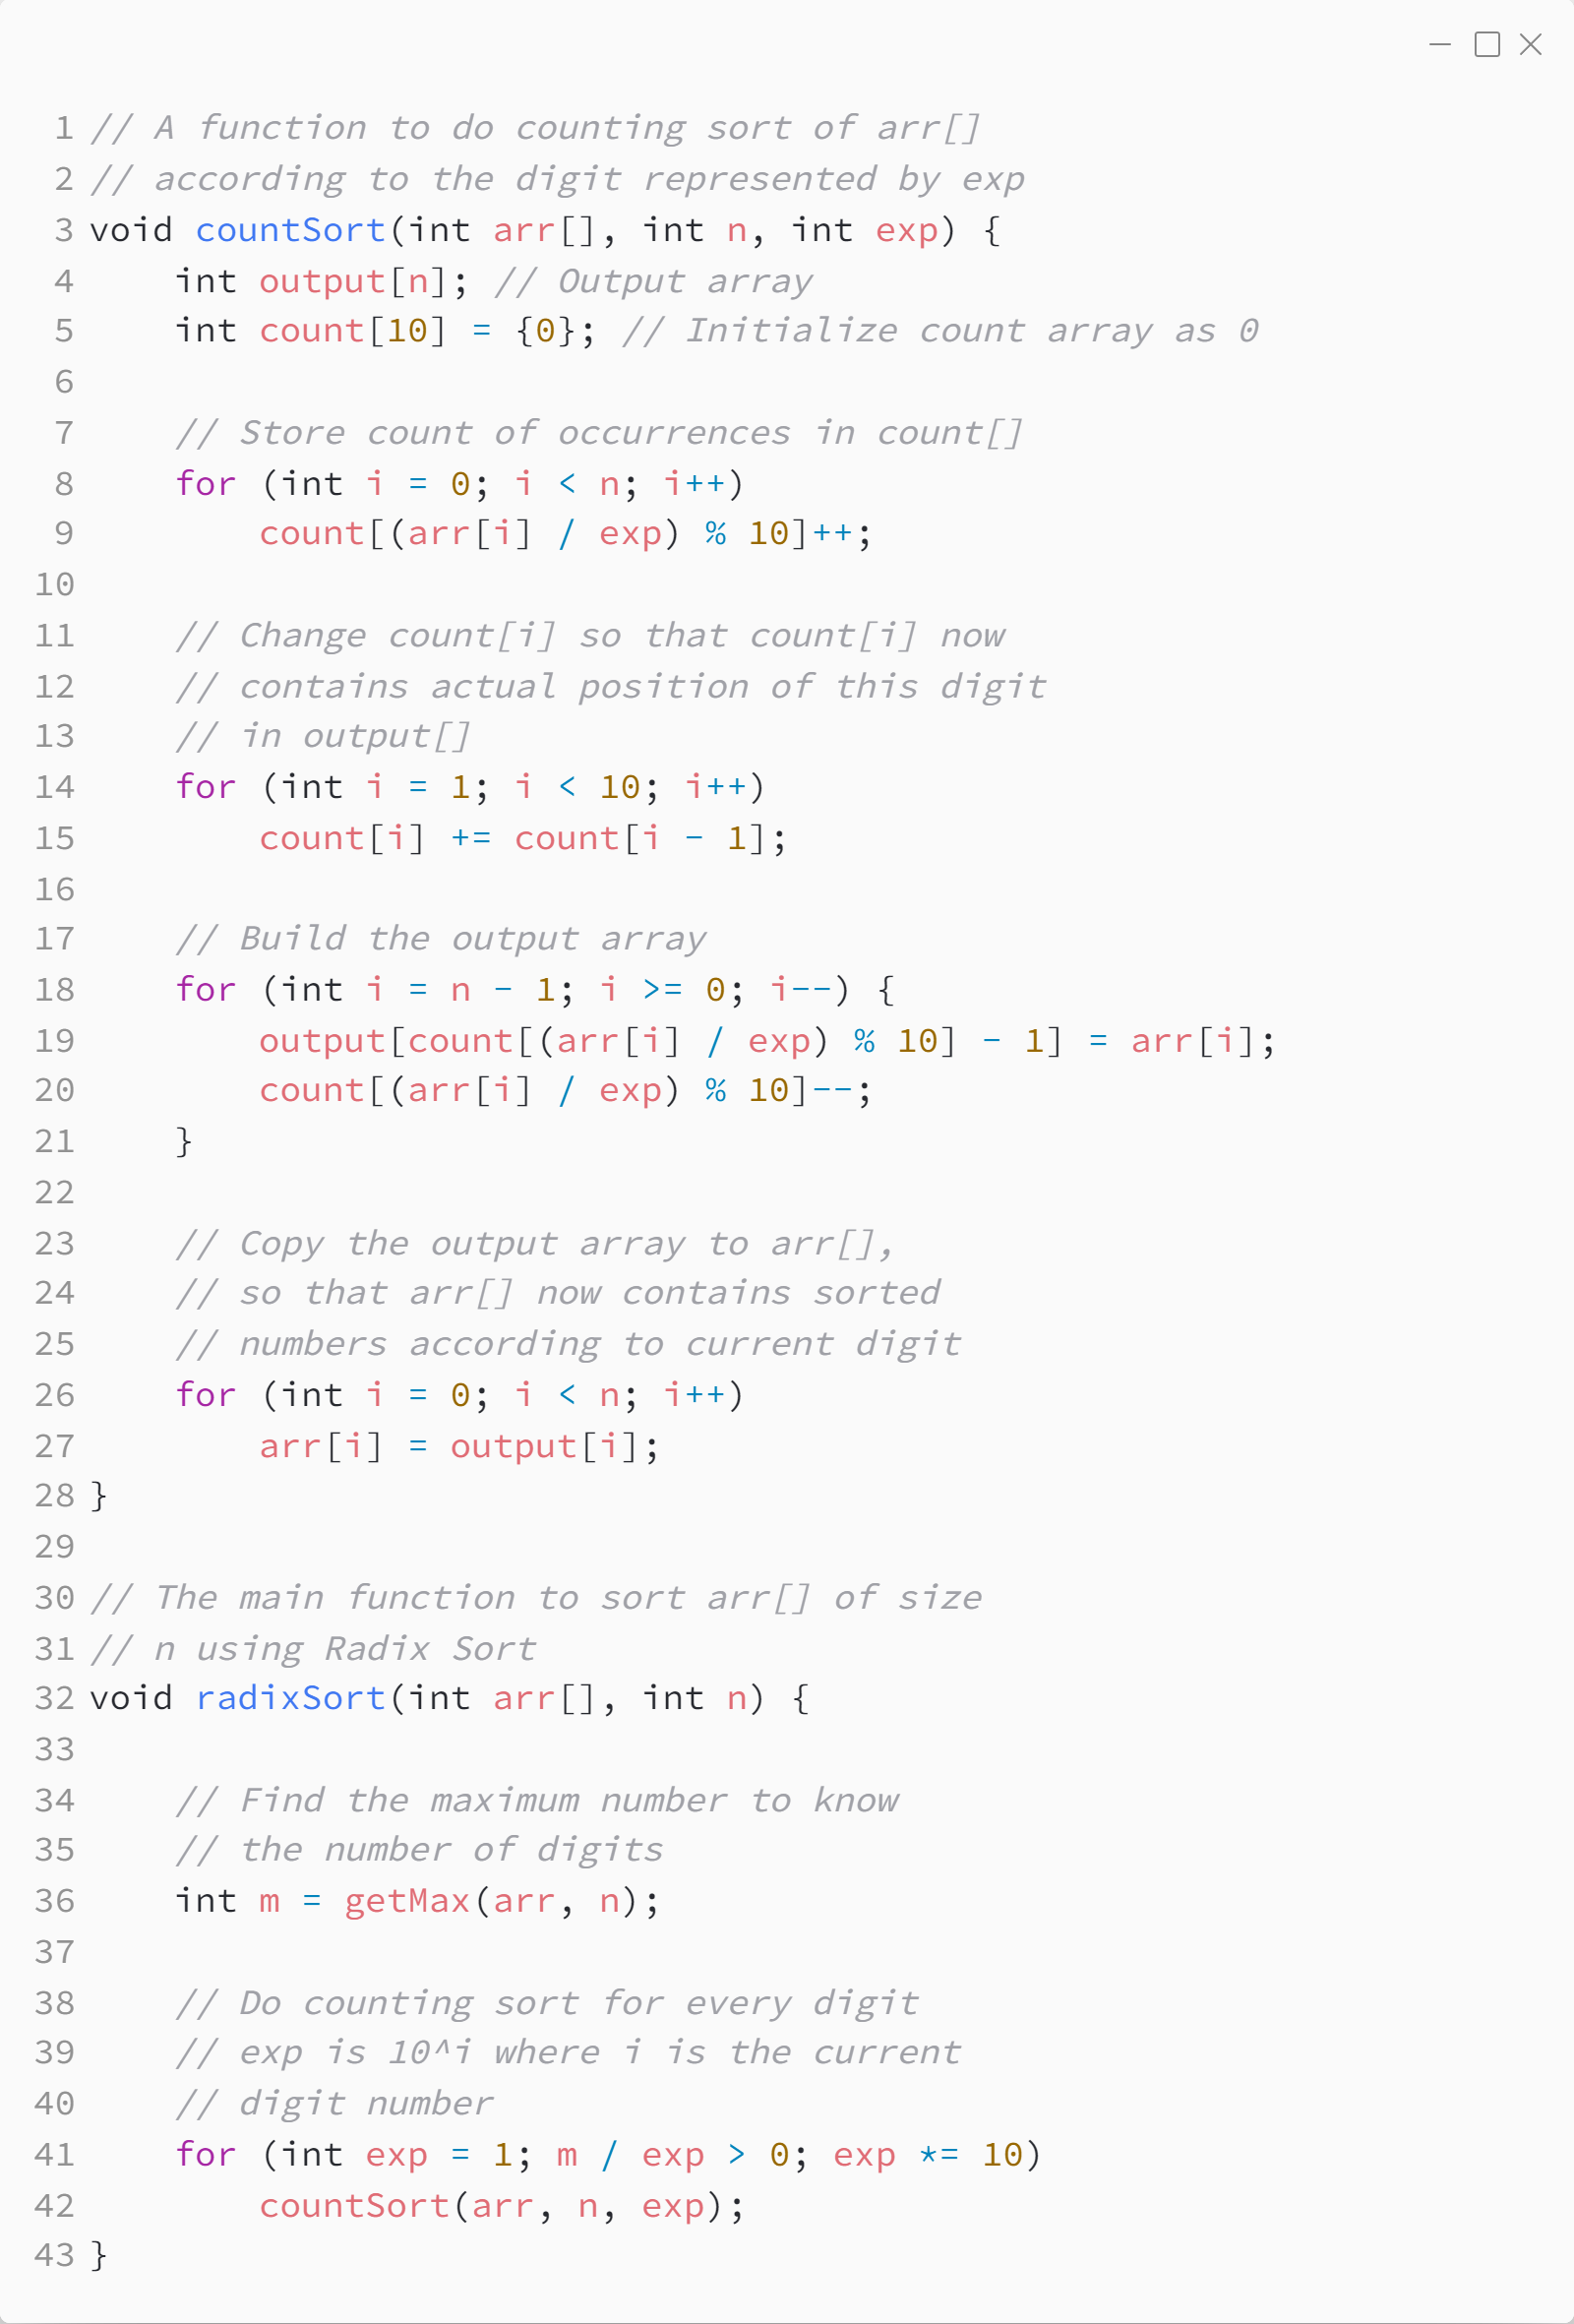 1 // A function to do counting sort of arr[]
2 // according to the digit represented by exp
3 void countSort(int arr[], int n, int exp) {
4     int output[n]; // Output array
5     int count[10] = {0}; // Initialize count array as 0
6
7     // Store count of occurrences in count[]
8     for (int i = 0; i < n; i++)
9         count[(arr[i] / exp) % 10]++;
10
11     // Change count[i] so that count[i] now
12     // contains actual position of this digit
13     // in output[]
14     for (int i = 1; i < 10; i++)
15         count[i] += count[i - 1];
16
17     // Build the output array
18     for (int i = n - 1; i >= 0; i--) {
19         output[count[(arr[i] / exp) % 10] - 1] = arr[i];
20         count[(arr[i] / exp) % 10]--;
21     }
22
23     // Copy the output array to arr[],
24     // so that arr[] now contains sorted
25     // numbers according to current digit
26     for (int i = 0; i < n; i++)
27         arr[i] = output[i];
28 }
29
30 // The main function to sort arr[] of size
31 // n using Radix Sort
32 void radixSort(int arr[], int n) {
33
34     // Find the maximum number to know
35     // the number of digits
36     int m = getMax(arr, n);
37
38     // Do counting sort for every digit
39     // exp is 10^i where i is the current
40     // digit number
41     for (int exp = 1; m / exp > 0; exp *= 10)
42         countSort(arr, n, exp);
43 }